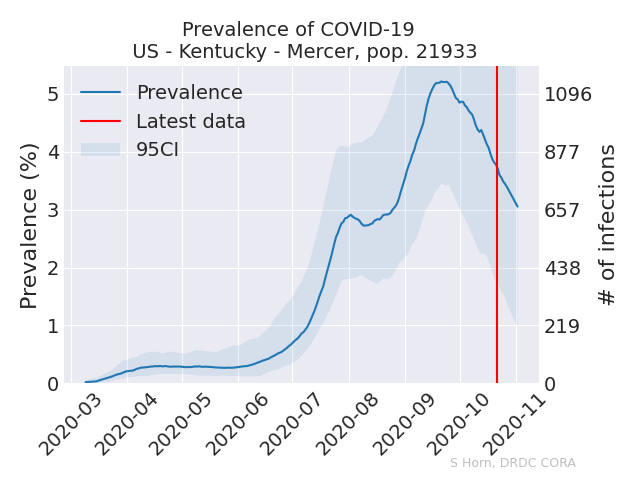 Prevalence of COVID-19
US - Kentucky - Mercer, pop. 21933
Prevalence
Latest data
95CI
Prevalence (%)
5
4
3
2
1
0
1096
877
657
438
219
0
# of infections
2020-03
2020-04
2020-05
2020-06
2020-07
2020-08
2020-09
2020-10
2020-11
S Horn, DRDC CORA